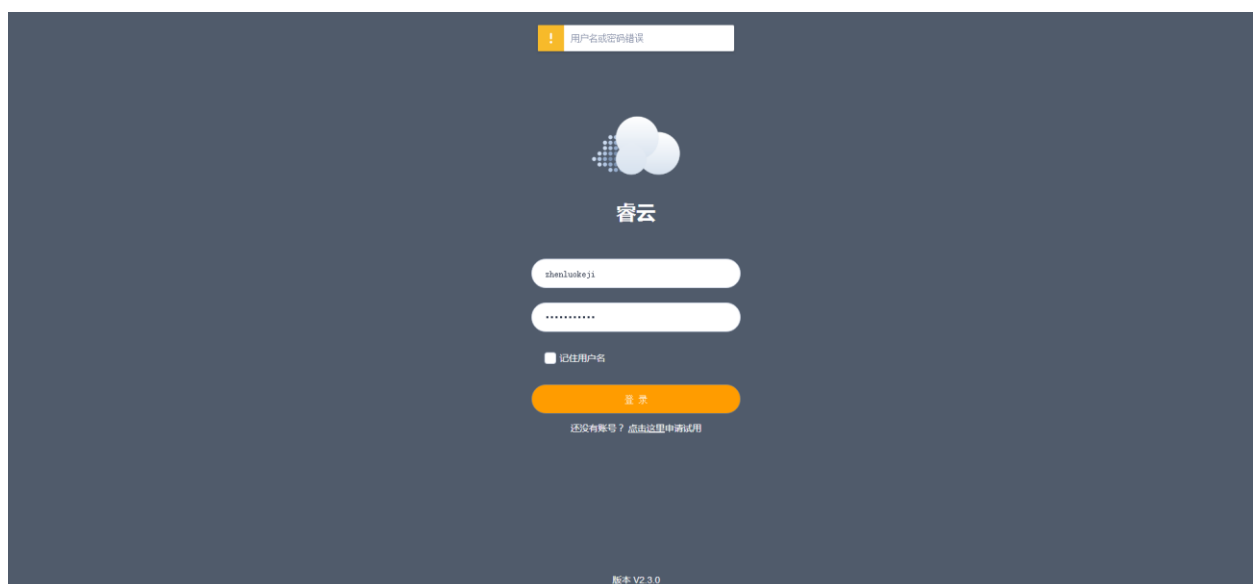 用户名或密码错误
睿云
zhenluokeji
•••••••••••
记住用户名
登 录
还没有账号？点击这里申请试用
版本 V2.3.0